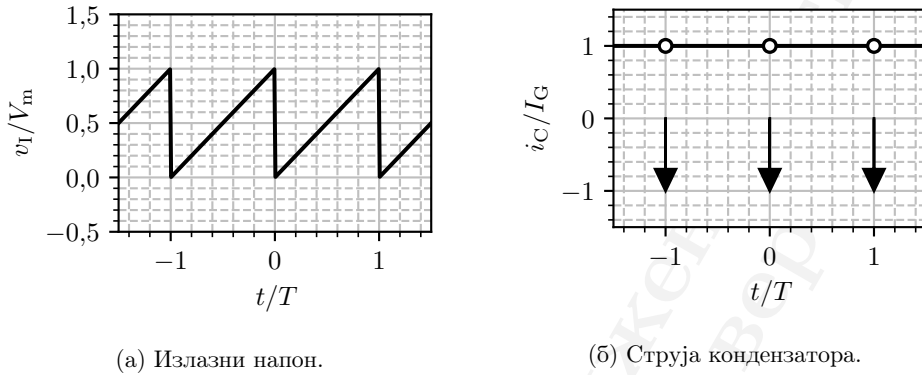 1,5
1,0
0,5
0,0
−0,5
v_I/V_m
−1 0 1
t/T
(а) Излазни напон.
1
0
−1
i_C/I_G
−1 0 1
t/T
(б) Струја кондензатора.